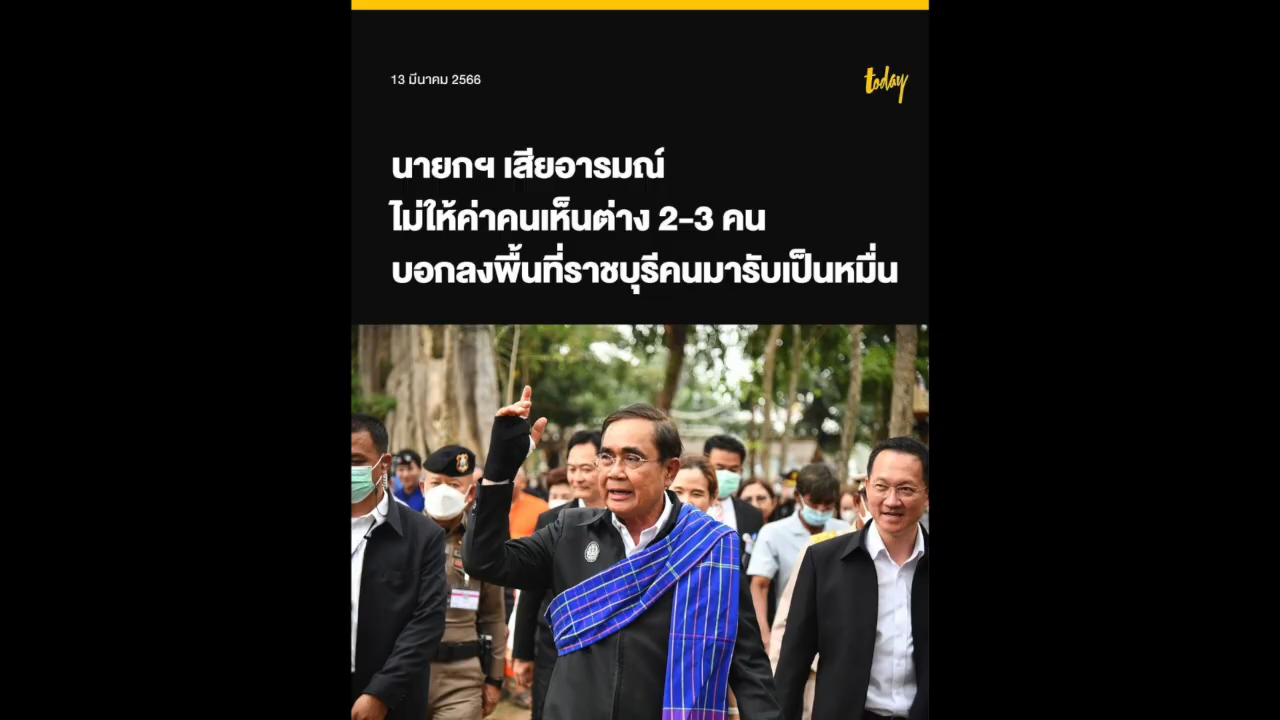 13 มีนาคม 2566
today
นายกฯ เสียอารมณ์
ไม่ให้ค่าคนเห็นต่าง 2-3 คน
บอกลงพื้นที่ราชบุรีคนมารับเป็นหมื่น